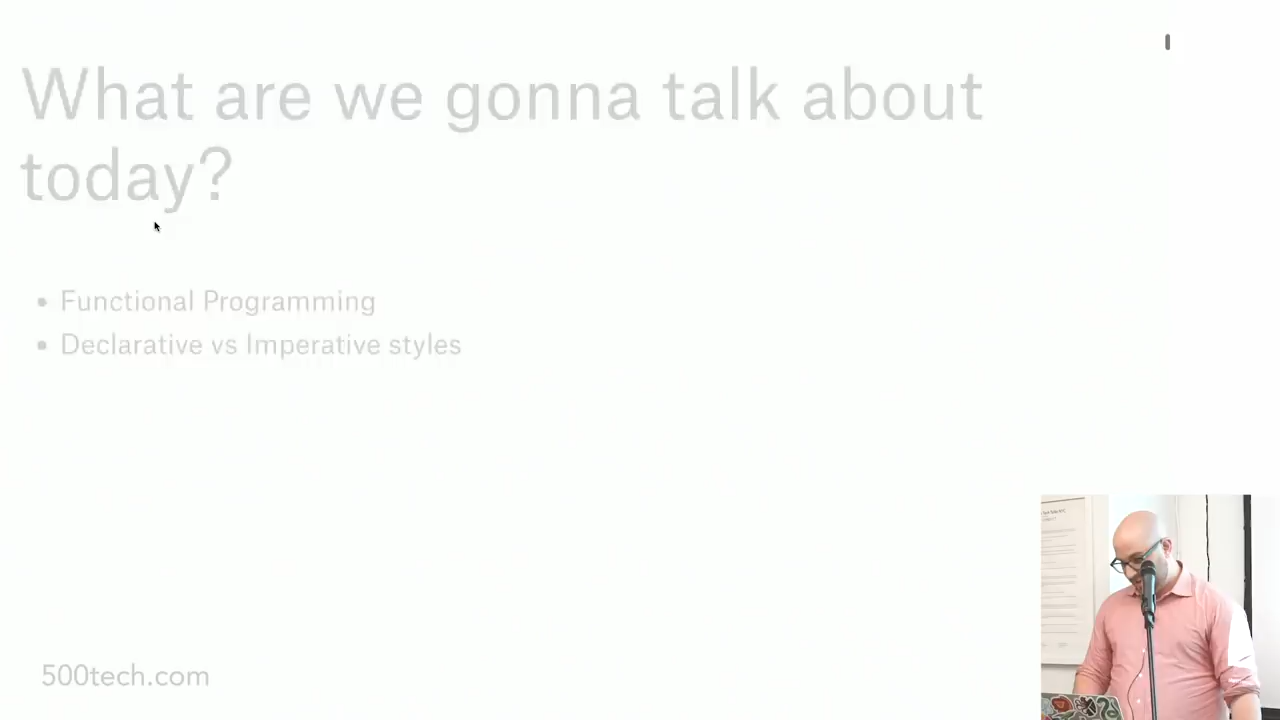 What are we gonna talk about
today?
• Functional Programming
• Declarative vs Imperative styles
500tech.com